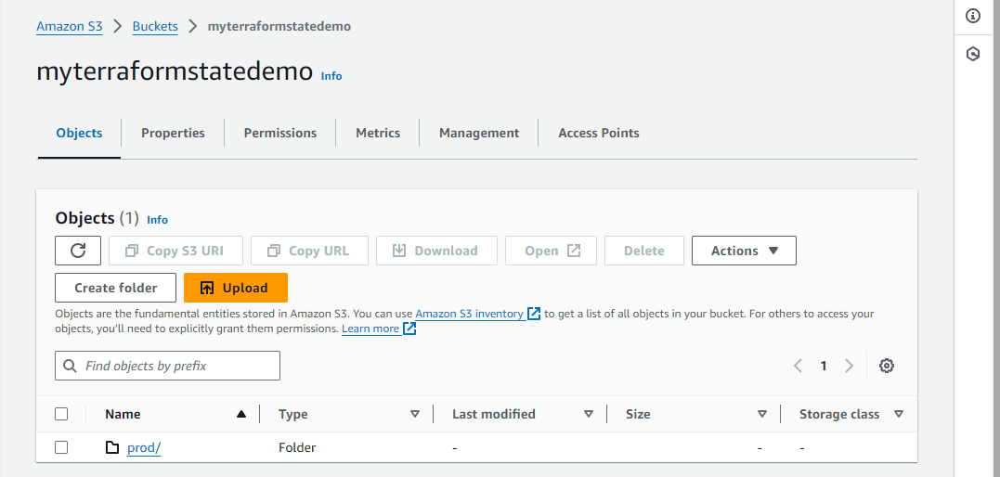 Amazon S3 > Buckets > myterraformstatedemo
myterraformstatedemo Info
Objects Properties Permissions Metrics Management Access Points
Objects (1) Info
Copy S3 URI Copy URL Download Open Delete Actions
Create folder Upload
Objects are the fundamental entities stored in Amazon S3. You can use Amazon S3 inventory to get a list of all objects in your bucket. For others to access your
objects, you'll need to explicitly grant them permissions. Learn more
Find objects by prefix
1
Name Type Last modified Size Storage class
prod/ Folder - - -